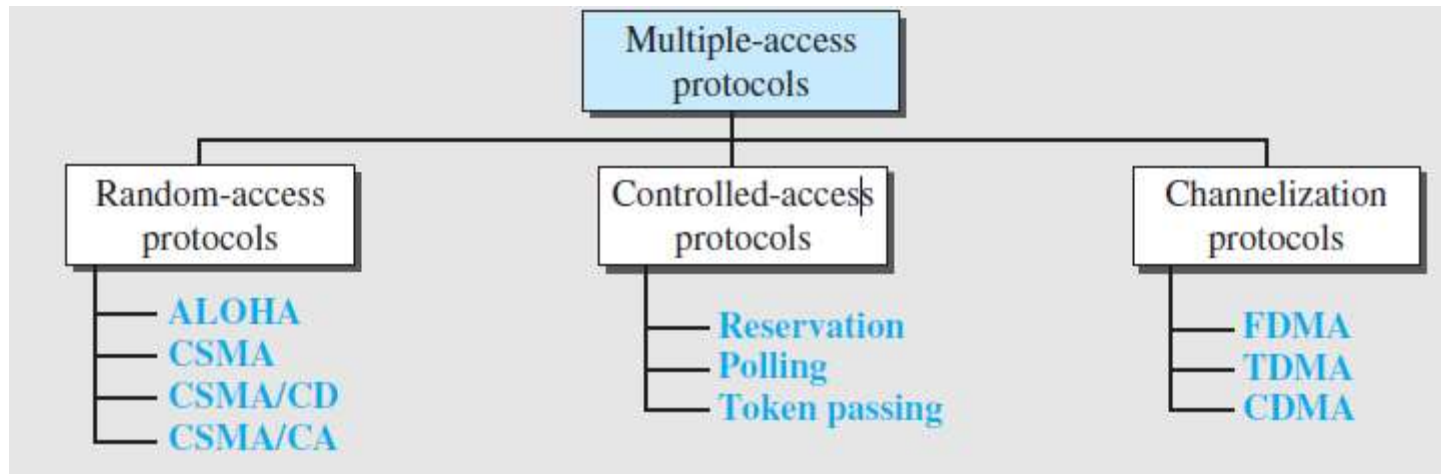 Multiple-access
protocols
Random-access
protocols
Controlled-access
protocols
Channelization
protocols
ALOHA
CSMA
CSMA/CD
CSMA/CA
Reservation
Polling
Token passing
FDMA
TDMA
CDMA